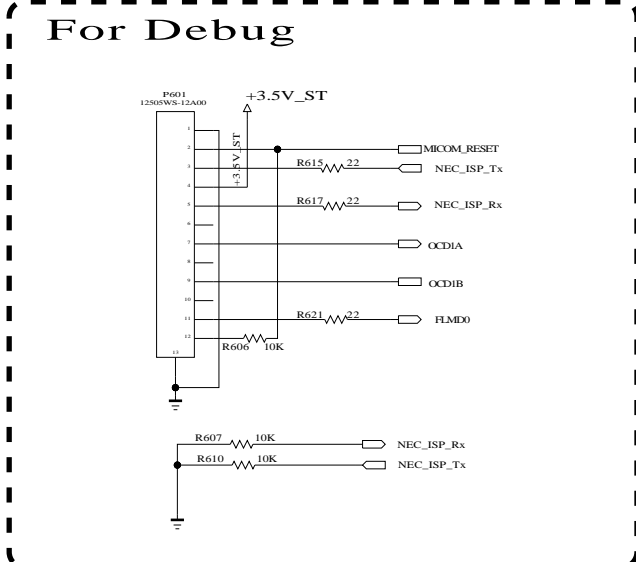 For Debug
P601
12505WS-12A00
+3.5V_ST
+3.5V_ST
1
2
MICOM_RESET
3
R615 22
NEC_ISP_Tx
4
5
R617 22
NEC_ISP_Rx
6
7
OCD1A
8
9
OCD1B
10
11
R621 22
FLMD0
12
R606 10K
13
R607 10K
NEC_ISP_Rx
R610 10K
NEC_ISP_Tx